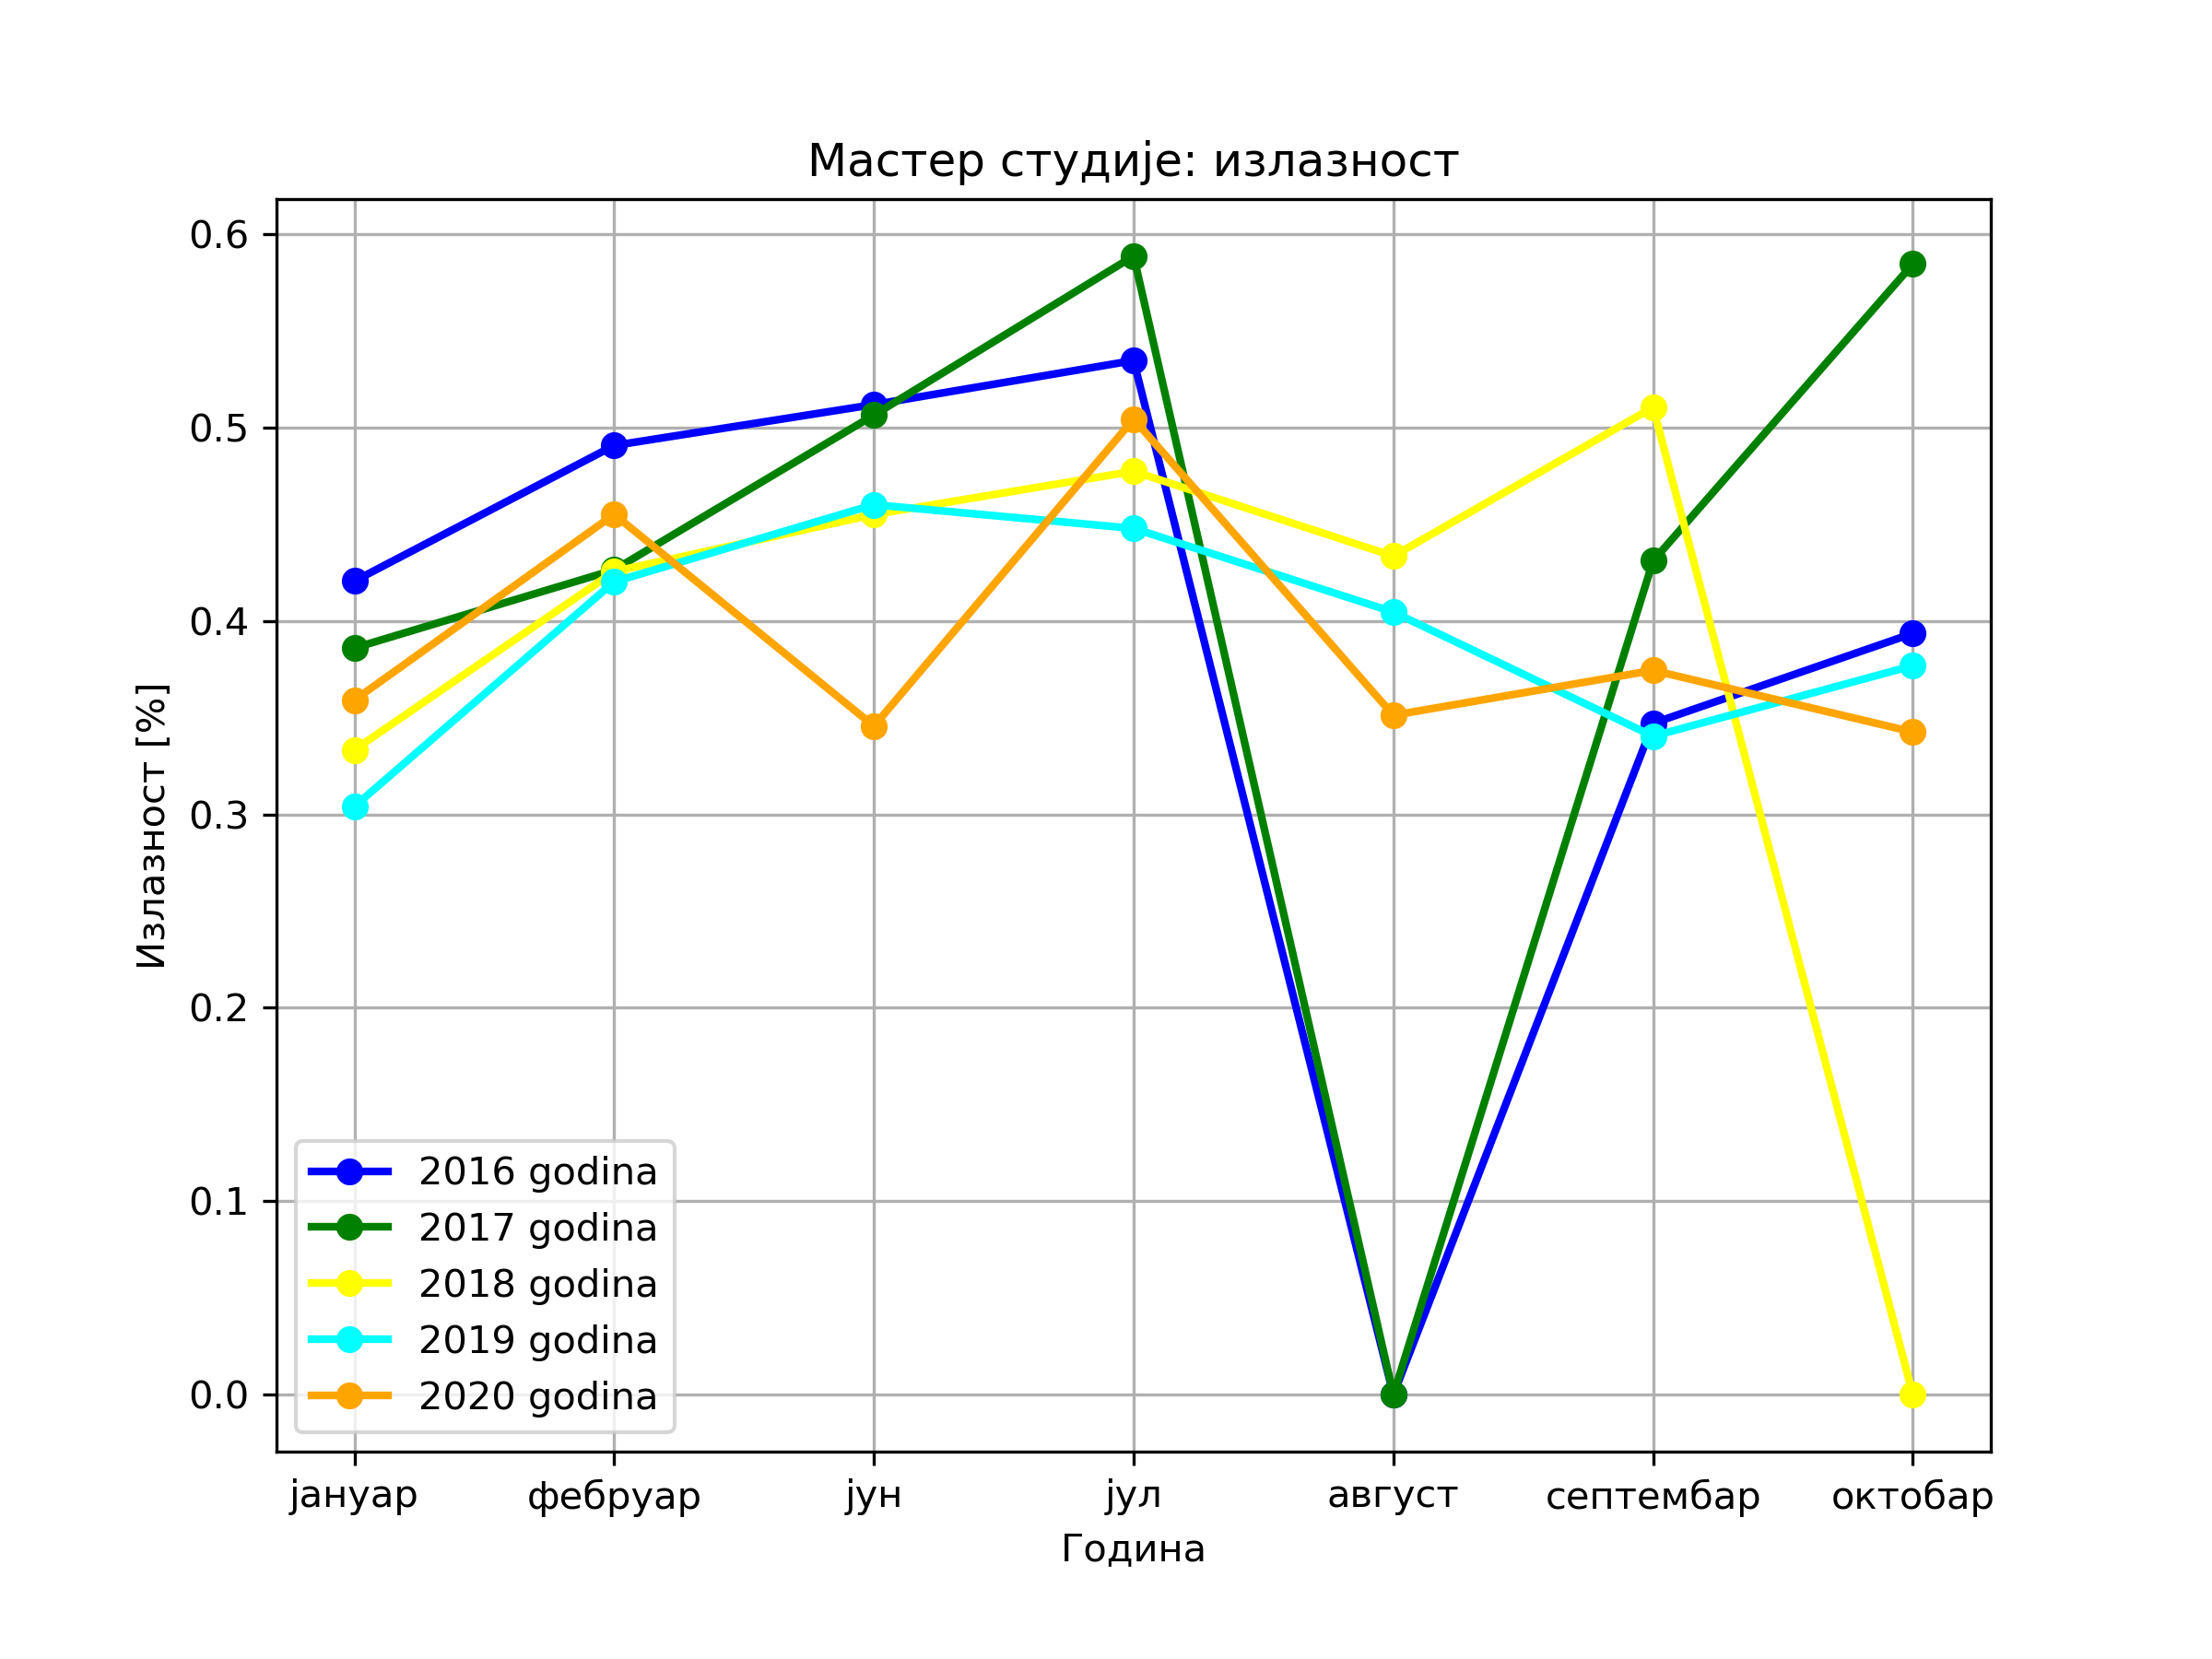 Мастер студије: излазност
Излазност [%]
0.6
0.5
0.4
0.3
0.2
0.1
0.0
2016 godina
2017 godina
2018 godina
2019 godina
2020 godina
јануар фебруар јун јул август септембар октобар
Година